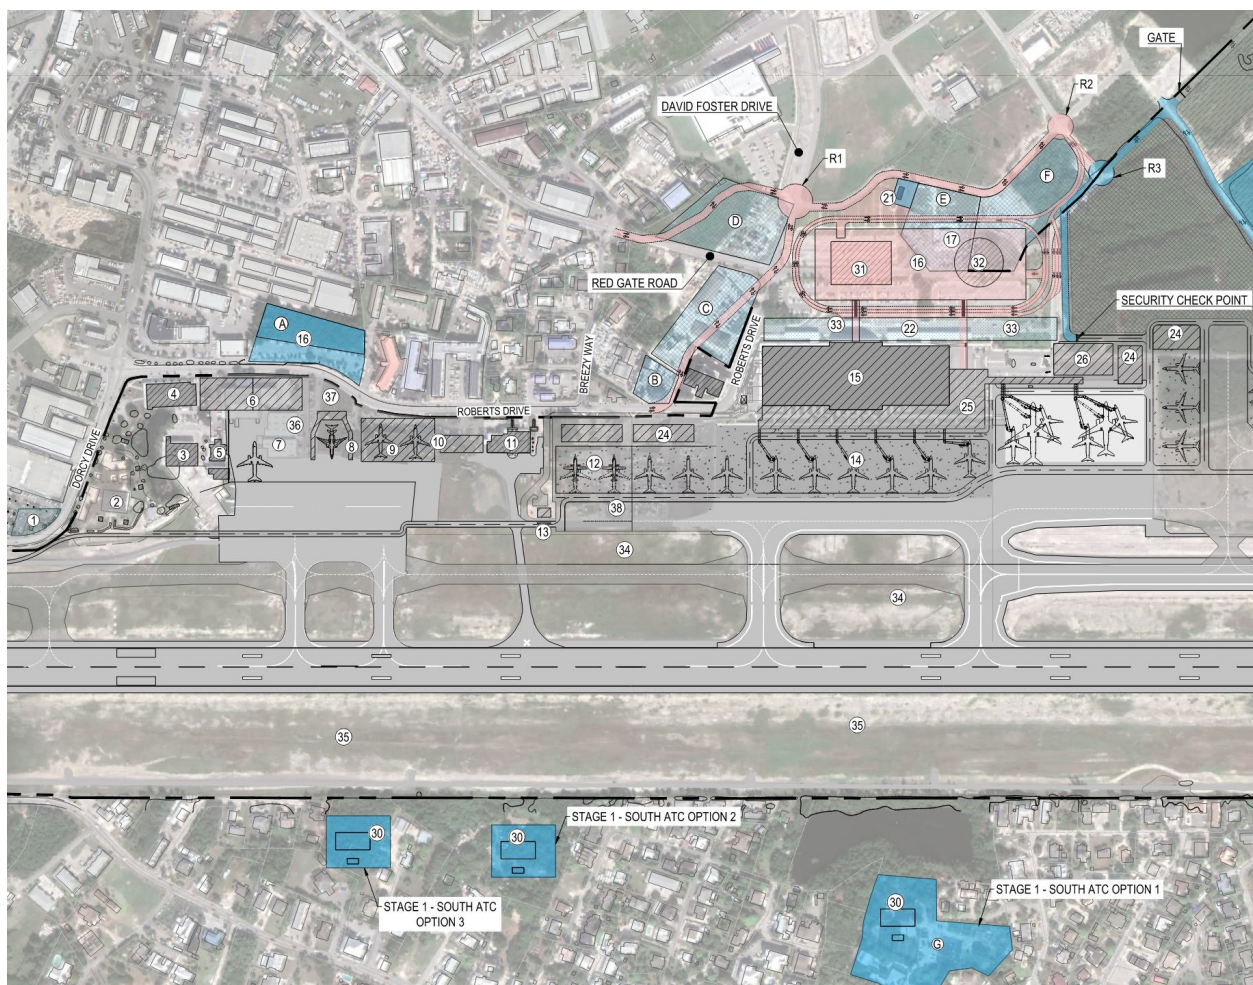 GATE
R2
DAVID FOSTER DRIVE
R1
R3
F
21
E
D
17
RED GATE ROAD
31
16
32
SECURITY CHECK POINT
A
16
C
33
22
33
24
BREEZY WAY
ROBERTS DRIVE
26
24
15
B
4
6
37
ROBERTS DRIVE
25
36
24
DORCY DRIVE
3
5
7
8
9
10
11
12
14
2
1
13
38
34
34
35
35
30
30
STAGE 1 - SOUTH ATC OPTION 2
STAGE 1 - SOUTH ATC
OPTION 3
30
STAGE 1 - SOUTH ATC OPTION 1
G